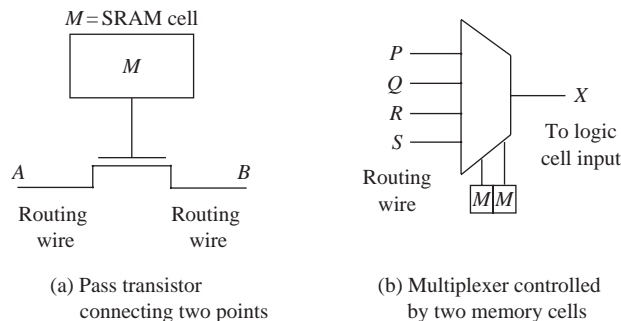 M = SRAM cell
M
A
B
Routing
wire
Routing
wire
(a) Pass transistor
connecting two points
P
Q
R
S
X
To logic
cell input
Routing
wire
M M
(b) Multiplexer controlled
by two memory cells